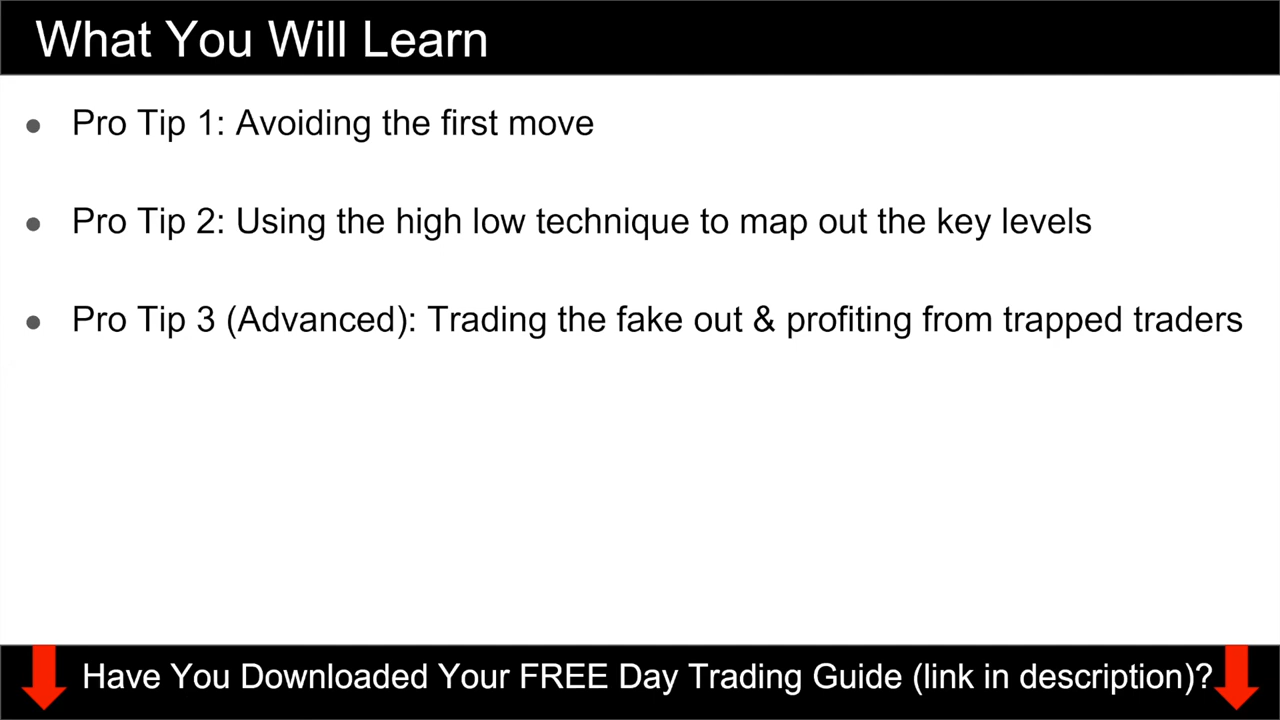 What You Will Learn
● Pro Tip 1: Avoiding the first move
● Pro Tip 2: Using the high low technique to map out the key levels
● Pro Tip 3 (Advanced): Trading the fake out & profiting from trapped traders
Have You Downloaded Your FREE Day Trading Guide (link in description)?